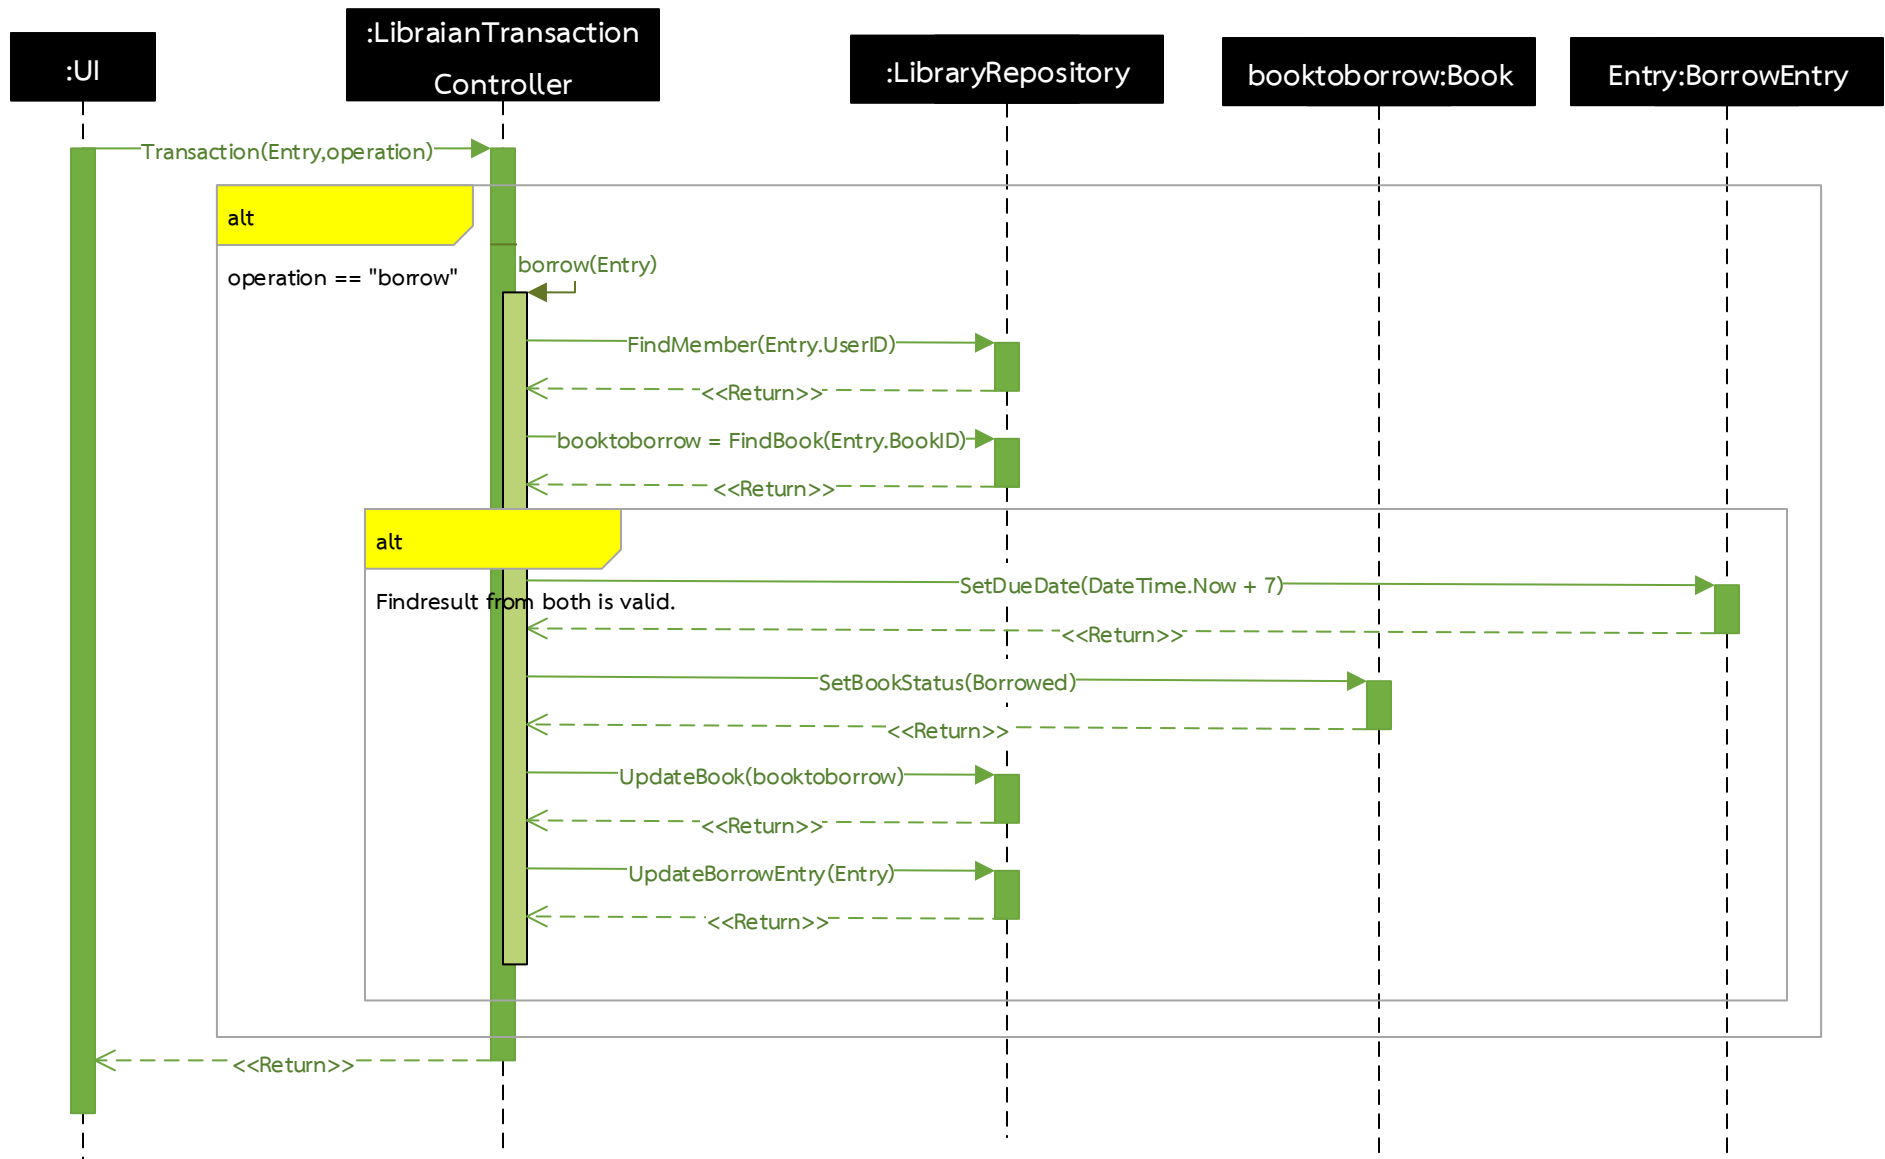 :UI
:LibraianTransaction
Controller
:LibraryRepository
booktoborrow:Book
Entry:BorrowEntry
Transaction(Entry,operation)
alt
operation == "borrow"
borrow(Entry)
FindMember(Entry.UserID)
<<Return>>
booktoborrow = FindBook(Entry.BookID)
<<Return>>
alt
SetDueDate(DateTime.Now + 7)
Findresult from both is valid.
<<Return>>
SetBookStatus(Borrowed)
<<Return>>
UpdateBook(booktoborrow)
<<Return>>
UpdateBorrowEntry(Entry)
<<Return>>
<<Return>>